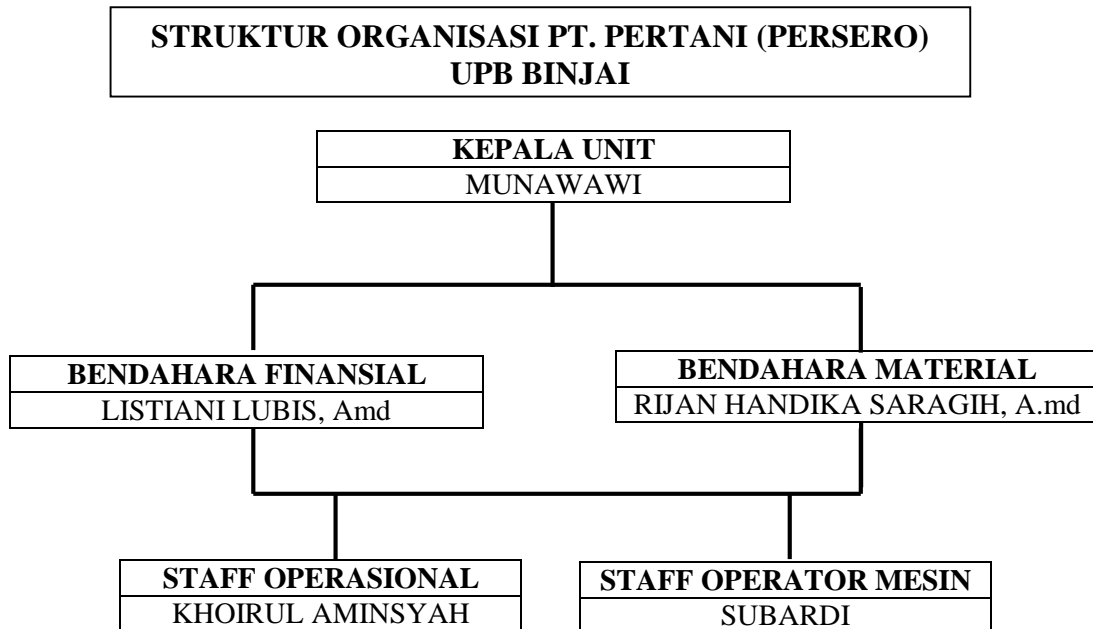 STRUKTUR ORGANISASI PT. PERTANI (PERSERO)
UPB BINJAI
KEPALA UNIT
MUNAWAWI
BENDAHARA FINANSIAL
LISTIANI LUBIS, Amd
BENDAHARA MATERIAL
RIJAN HANDIKA SARAGIH, A.md
STAFF OPERASIONAL
KHOIRUL AMINSYAH
STAFF OPERATOR MESIN
SUBARDI